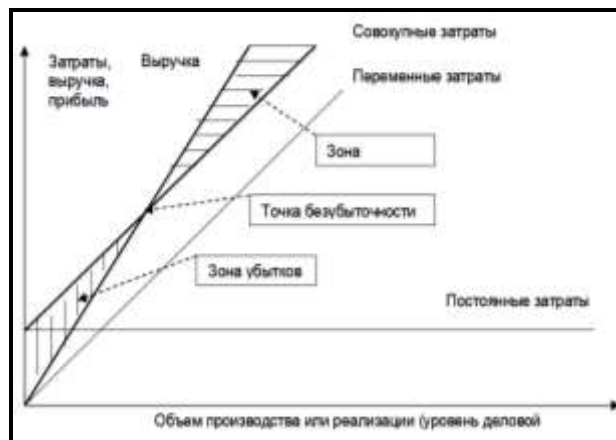 Совокупные затраты
Затраты,
выручка,
прибыль
Выручка
Переменные затраты
Зона
Точка безубыточности
Зона убытков
Постоянные затраты
Объем производства или реализации (уровень деловой